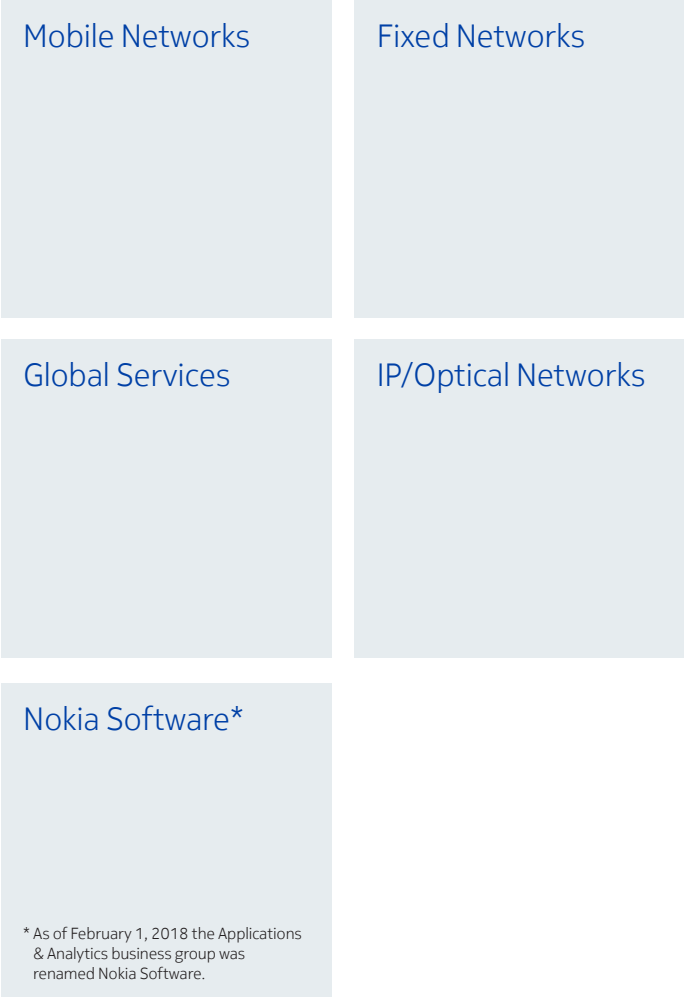 Mobile Networks
Fixed Networks
Global Services
IP/Optical Networks
Nokia Software*
* As of February 1, 2018 the Applications
& Analytics business group was
renamed Nokia Software.